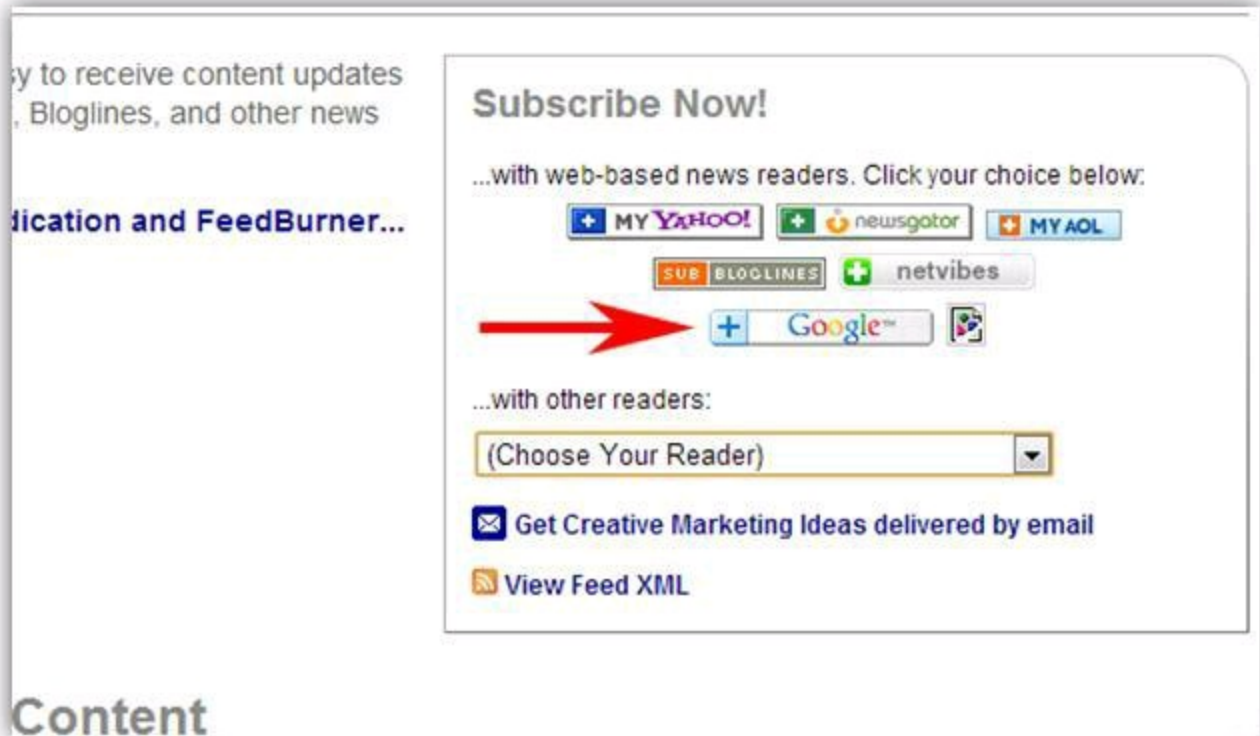 y to receive content updates
, Bloglines, and other news
dication and FeedBurner...
Subscribe Now!
...with web-based news readers. Click your choice below:
MY YAHOO! newsgator MY AOL
SUB BLOGLINES netvibes
Google™
...with other readers:
(Choose Your Reader)
Get Creative Marketing Ideas delivered by email
View Feed XML
Content